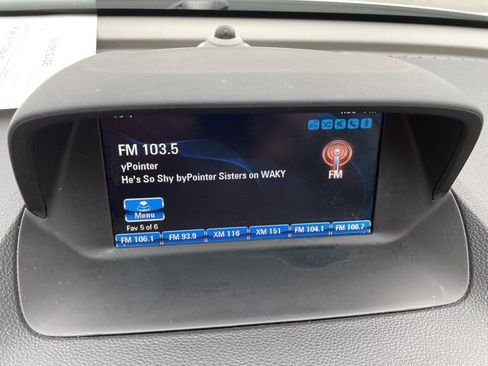 FM 103.5
yPointer
He's So Shy byPointer Sisters on WAKY
FM
Menu
Fav 5 of 6
FM 106.1 FM 93.9 XM 116 XM 151 FM 104.1 FM 106.7